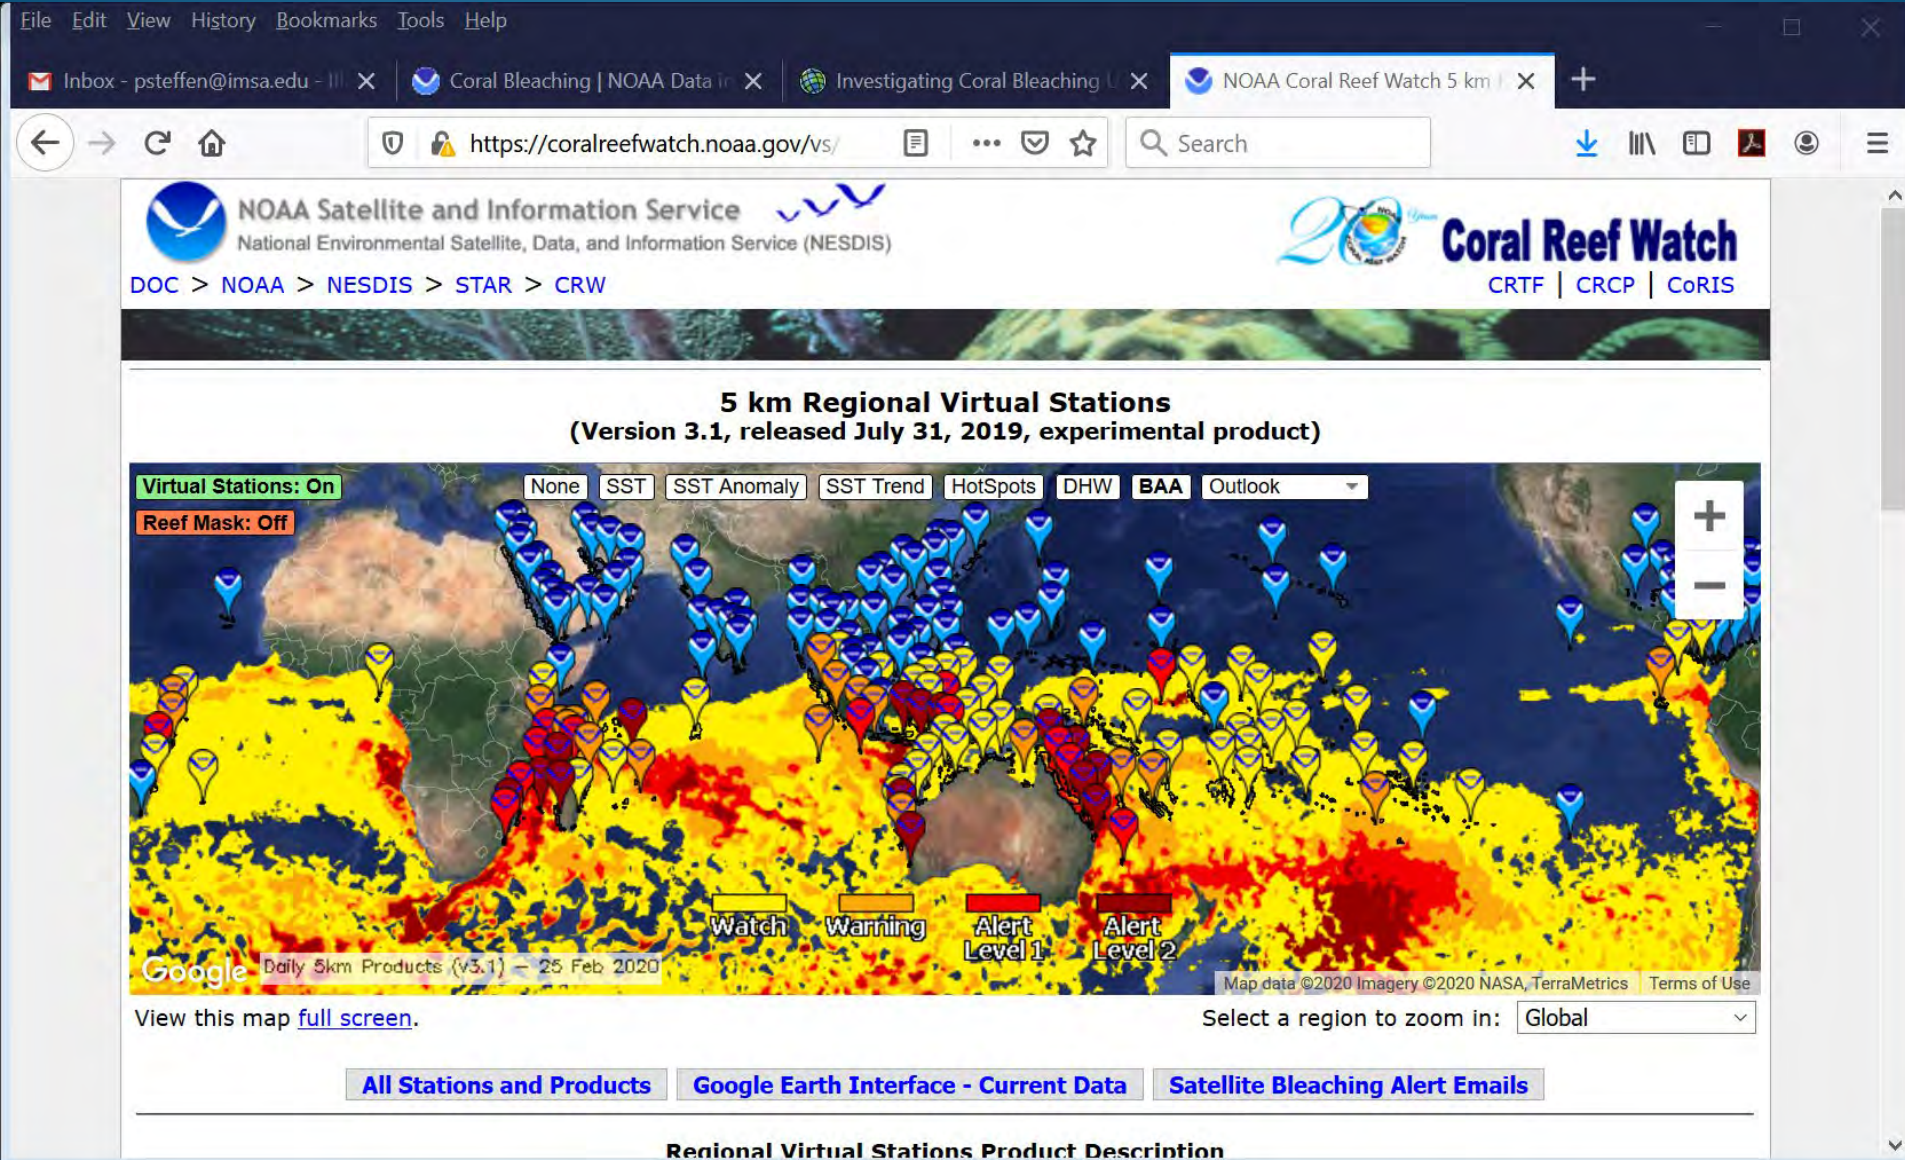 File Edit View History Bookmarks Tools Help
Inbox - psteffen@imsa.edu - Coral Bleaching | NOAA Data Investigating Coral Bleaching NOAA Coral Reef Watch 5 km
https://coralreefwatch.noaa.gov/vs/ Search
NOAA Satellite and Information Service
National Environmental Satellite, Data, and Information Service (NESDIS)
20 Years
Coral Reef Watch
DOC > NOAA > NESDIS > STAR > CRW
CRTF | CRCP | CoRIS
5 km Regional Virtual Stations
(Version 3.1, released July 31, 2019, experimental product)
Virtual Stations: On None SST SST Anomaly SST Trend HotSpots DHW BAA Outlook
Reef Mask: Off
Watch Warning Alert Level 1 Alert Level 2
Google Daily 5km Products (v3.1) - 25 Feb 2020
Map data ©2020 Imagery ©2020 NASA, TerraMetrics Terms of Use
View this map full screen. Select a region to zoom in: Global
All Stations and Products Google Earth Interface - Current Data Satellite Bleaching Alert Emails
Regional Virtual Stations Product Description